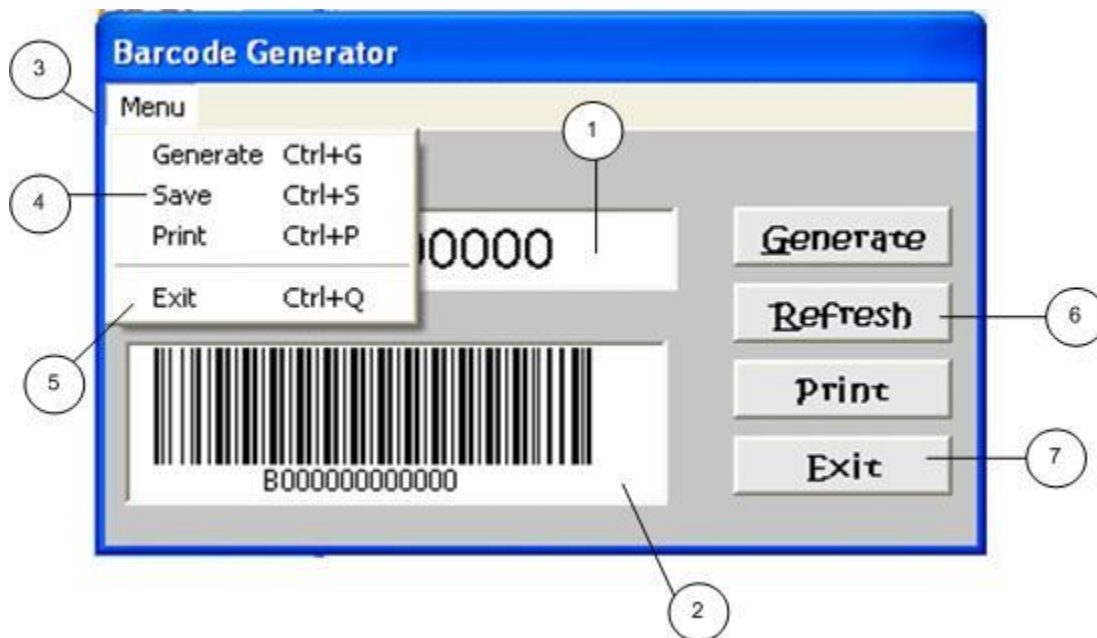 Barcode Generator
3
Menu
1
Generate Ctrl+G
4
Save Ctrl+S
Print Ctrl+P
00000
Generate
Exit Ctrl+Q
Refresh
6
5
Print
B000000000000
Exit
7
2